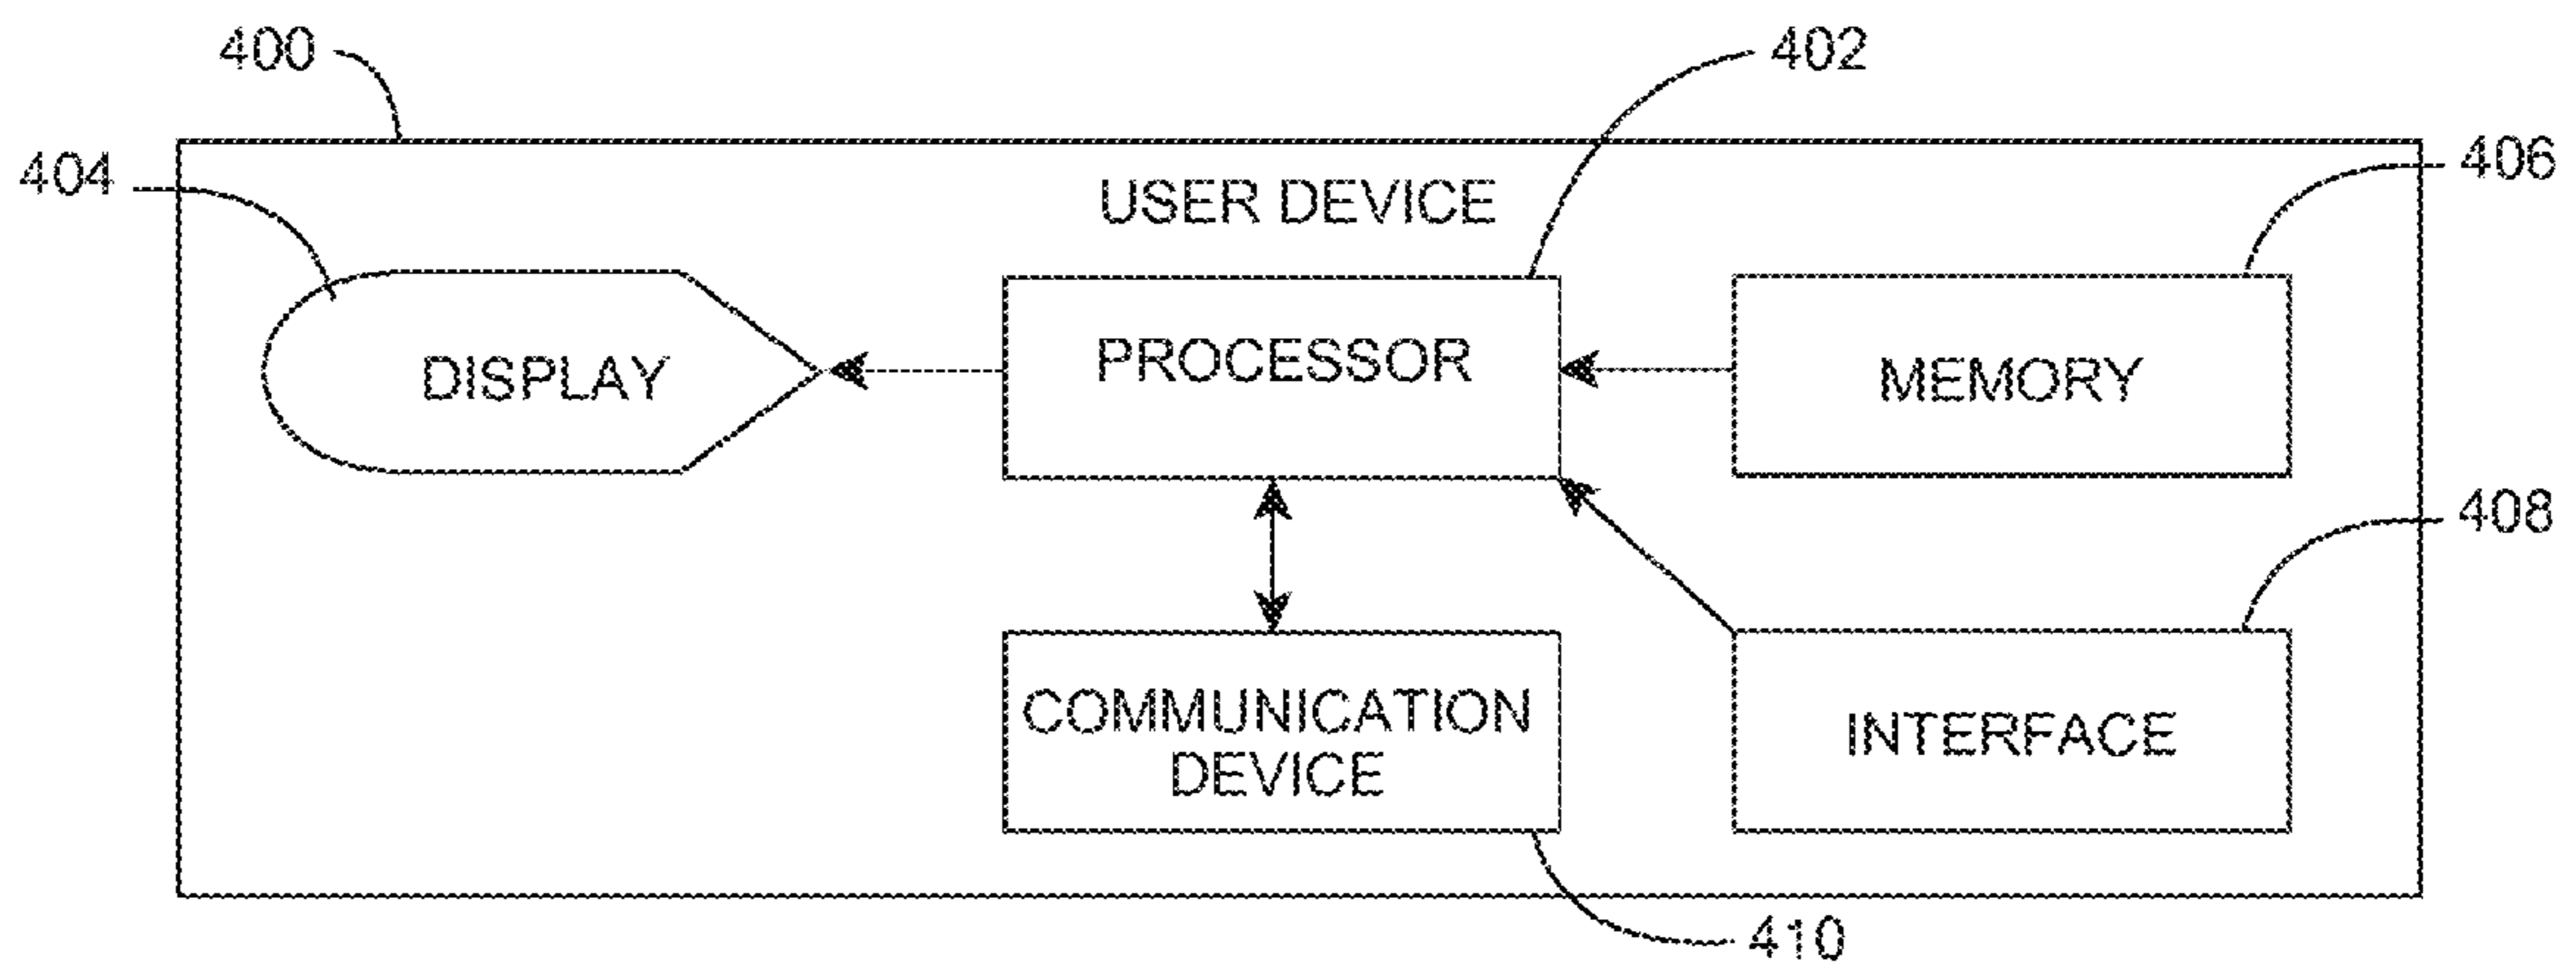 400
402
404
406
USER DEVICE
DISPLAY
PROCESSOR
MEMORY
408
COMMUNICATION
DEVICE
INTERFACE
410